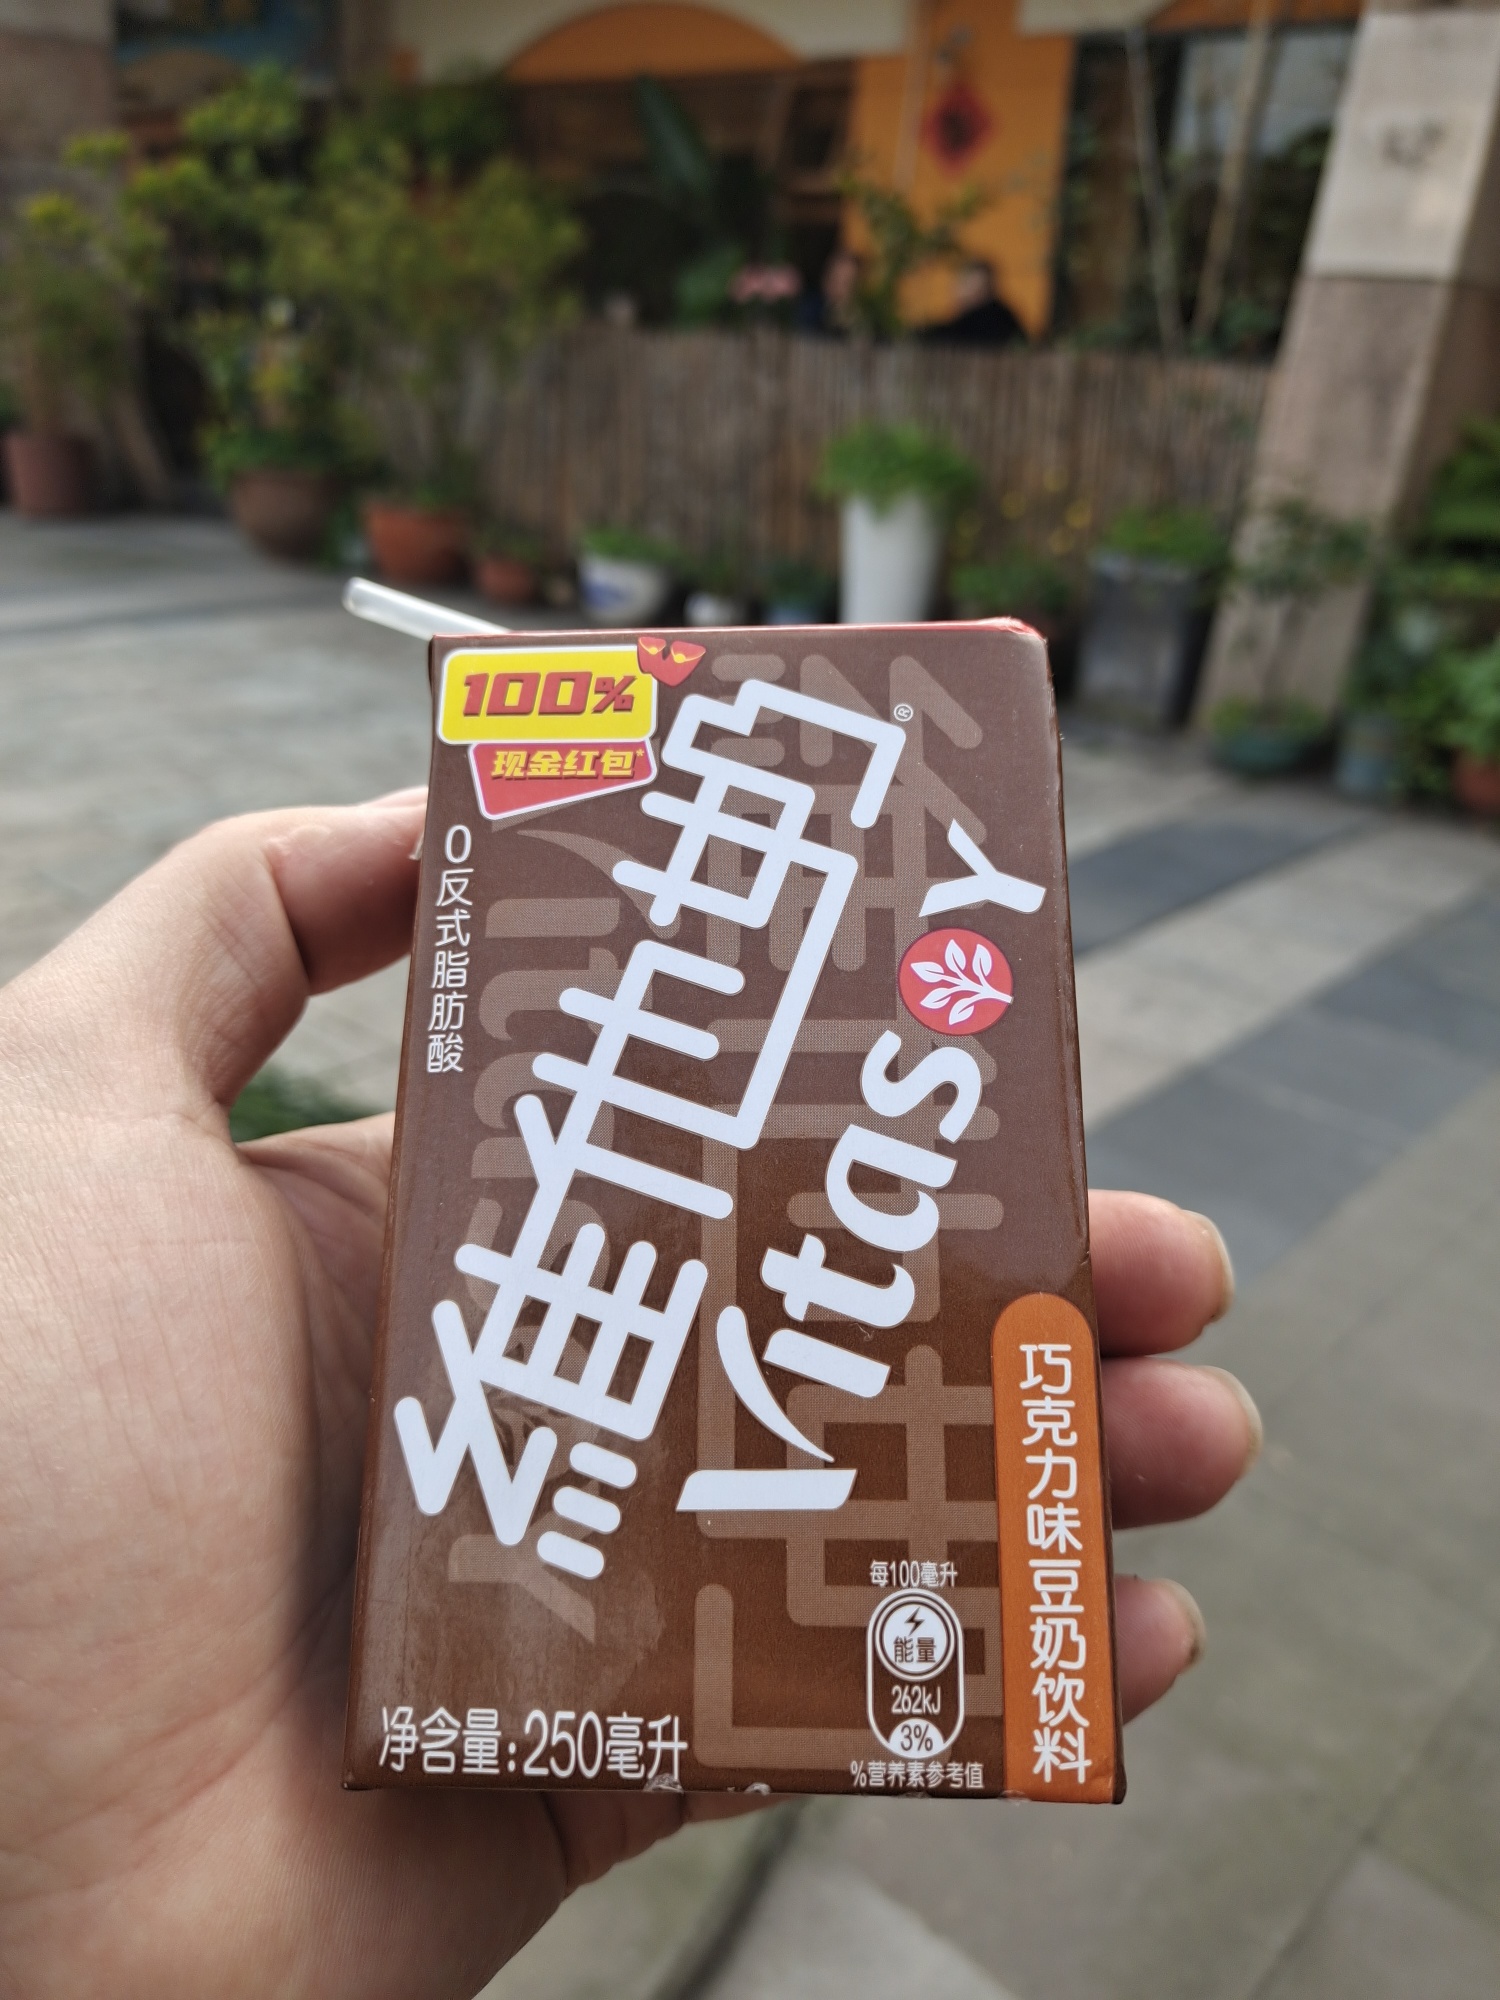 100%
现金红包*
0反式脂肪酸
維他奶®
Vitasoy
巧克力味豆奶饮料
每100毫升
能量
262kJ
3%
%营养素参考值
净含量:250毫升